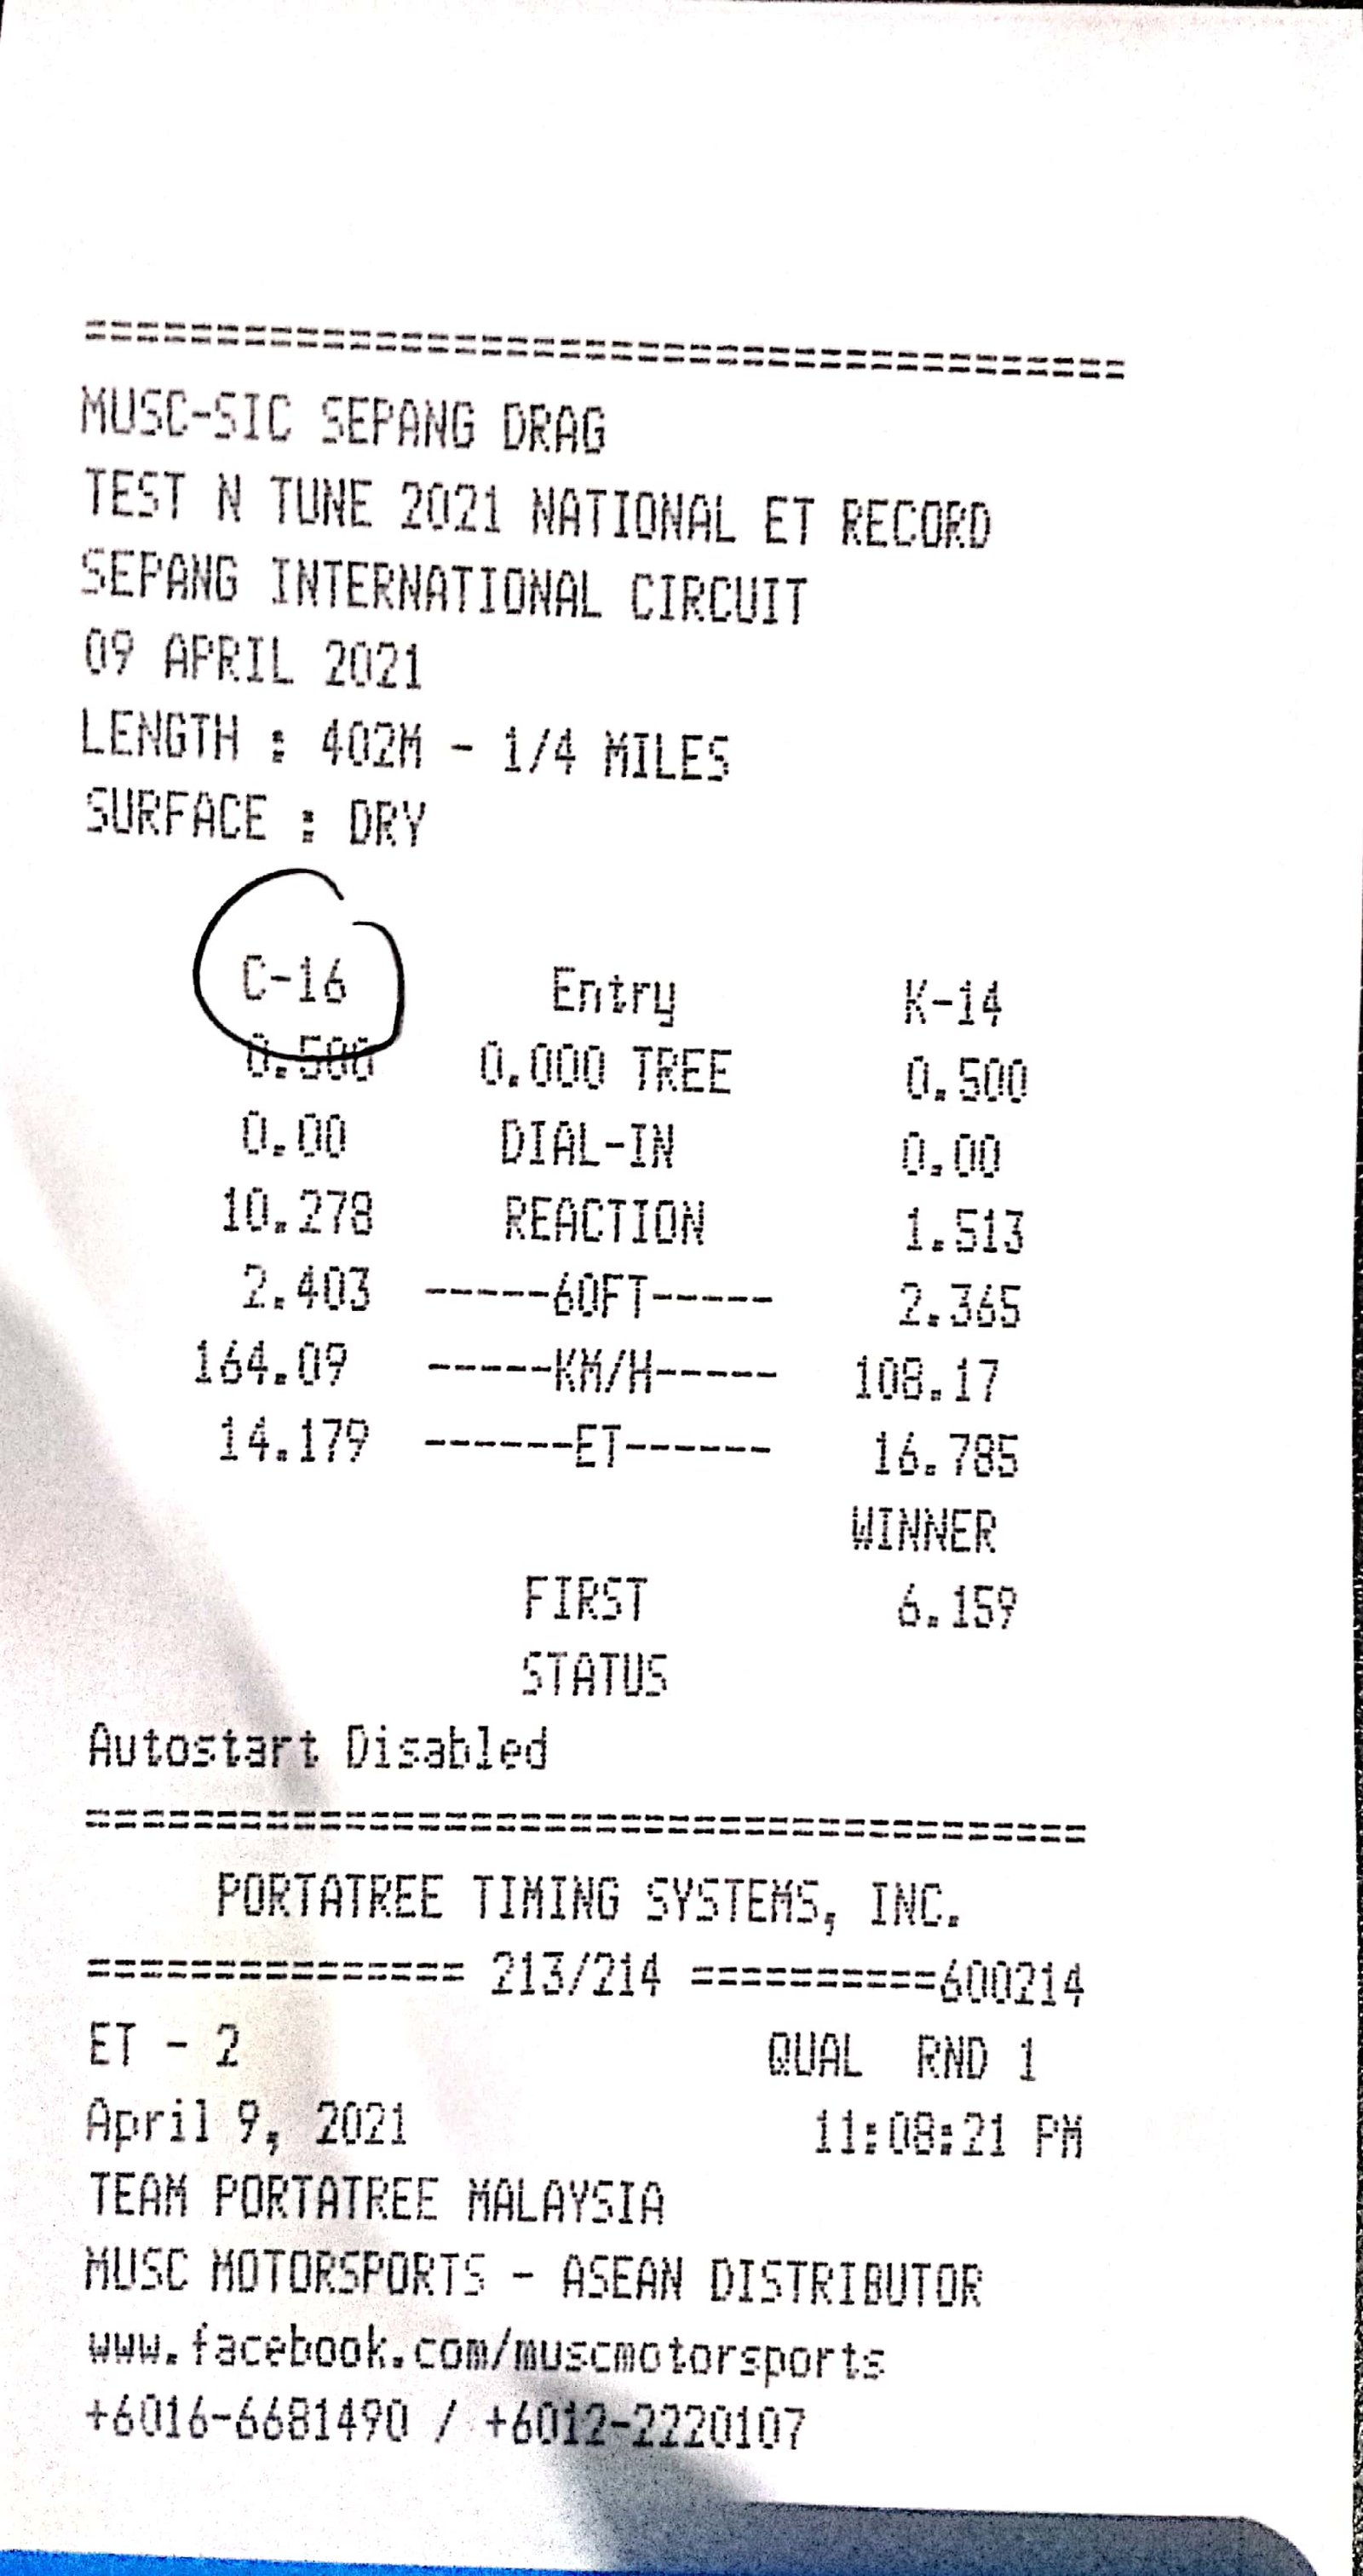 ========================================
MUSC-SIC SEPANG DRAG
TEST N TUNE 2021 NATIONAL ET RECORD
SEPANG INTERNATIONAL CIRCUIT
09 APRIL 2021
LENGTH : 402M - 1/4 MILES
SURFACE : DRY
C-16 Entry K-14
0.500 0.000 TREE 0.500
0.00 DIAL-IN 0.00
10.278 REACTION 1.513
2.403 -----60FT----- 2.365
164.09 -----KM/H----- 108.17
14.179 ------ET------ 16.785
WINNER
FIRST 6.159
STATUS
Autostart Disabled
========================================
PORTATREE TIMING SYSTEMS, INC.
=============== 213/214 ==========600214
ET - 2 QUAL RND 1
April 9, 2021 11:08:21 PM
TEAM PORTATREE MALAYSIA
MUSC MOTORSPORTS - ASEAN DISTRIBUTOR
www.facebook.com/muscmotorsports
+6016-6681490 / +6012-2220107